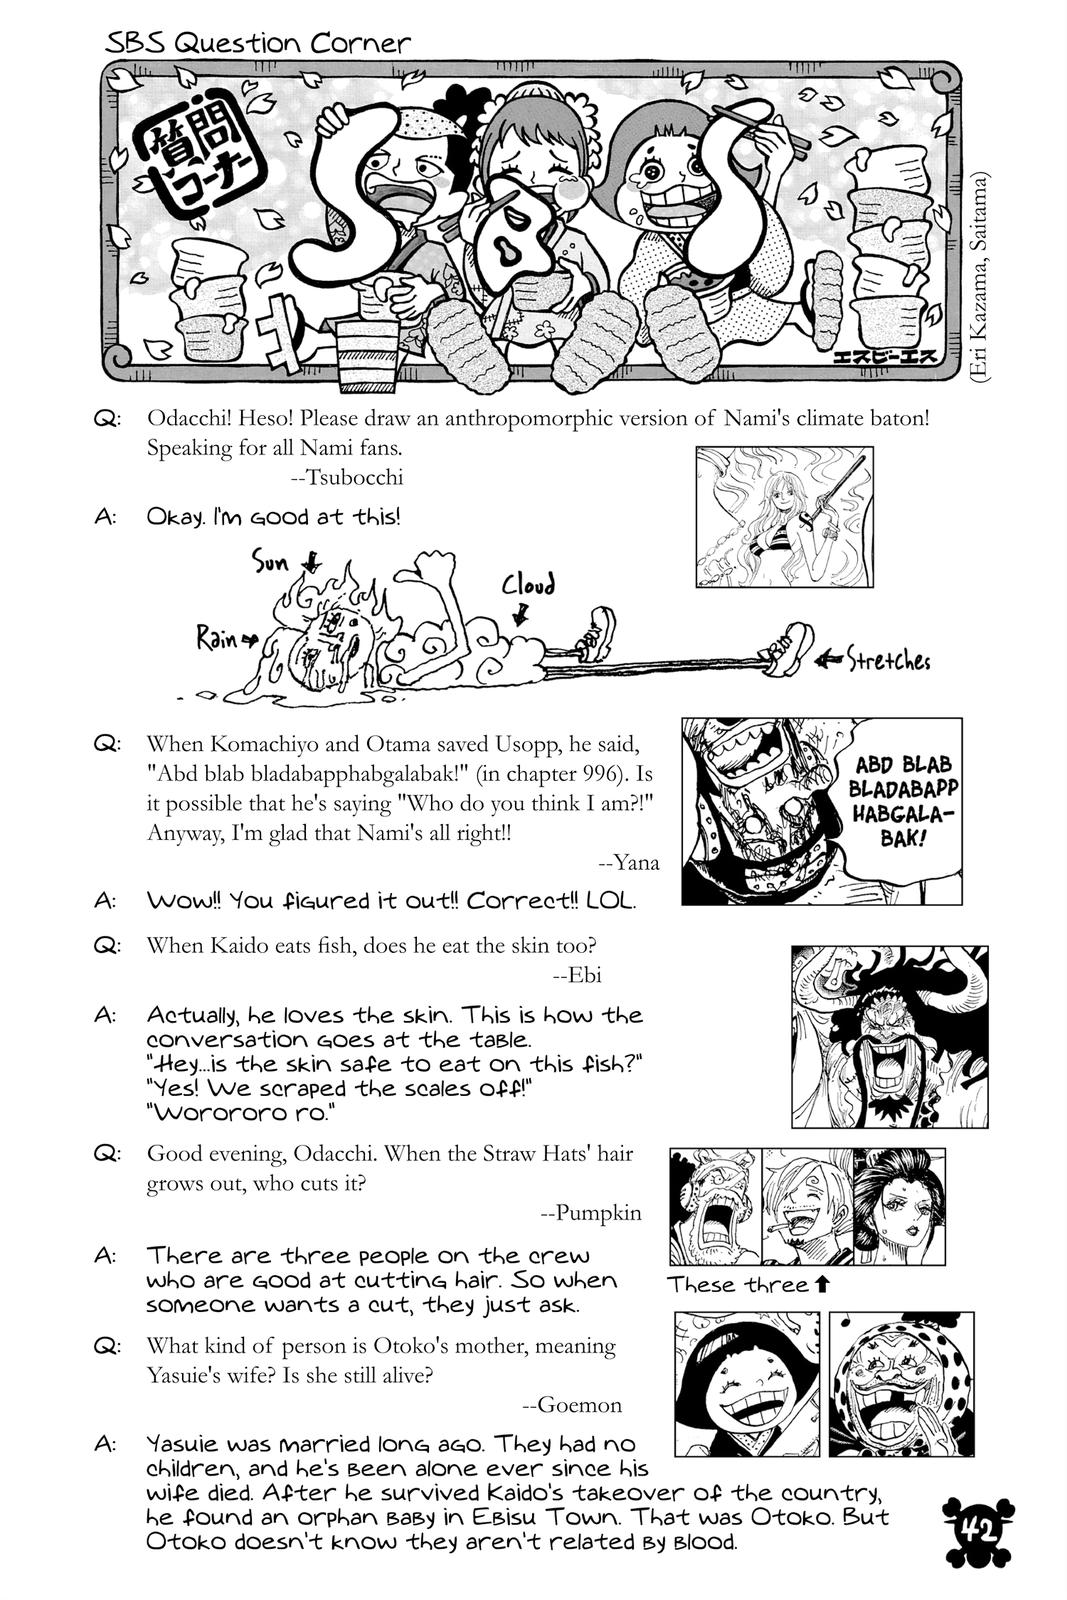 SBS Question Corner
質問
コーナー
SBS
エスビーエス
(Eri Kazama, Saitama)
Q: Odacchi! Heso! Please draw an anthropomorphic version of Nami's climate baton!
Speaking for all Nami fans.
--Tsubocchi
A: Okay. I'm good at this!
Sun
Cloud
Rain
Stretches
Q: When Komachiyo and Otama saved Usopp, he said,
"Abd blab bladabapphabgalabak!" (in chapter 996). Is
it possible that he's saying "Who do you think I am?!"
Anyway, I'm glad that Nami's all right!!
--Yana
ABD BLAB
BLADABAPP
HABGALA-
BAK!
A: Wow!! You figured it out!! Correct!! LOL.
Q: When Kaido eats fish, does he eat the skin too?
--Ebi
A: Actually, he loves the skin. This is how the
conversation goes at the table.
"Hey...is the skin safe to eat on this fish?"
"Yes! We scraped the scales off!"
"Worororo ro."
Q: Good evening, Odacchi. When the Straw Hats' hair
grows out, who cuts it?
--Pumpkin
A: There are three people on the crew
who are good at cutting hair. So when
someone wants a cut, they just ask.
These three
Q: What kind of person is Otoko's mother, meaning
Yasuie's wife? Is she still alive?
--Goemon
A: Yasuie was married long ago. They had no
children, and he's been alone ever since his
wife died. After he survived Kaido's takeover of the country,
he found an orphan baby in Ebisu Town. That was Otoko. But
Otoko doesn't know they aren't related by blood.
42